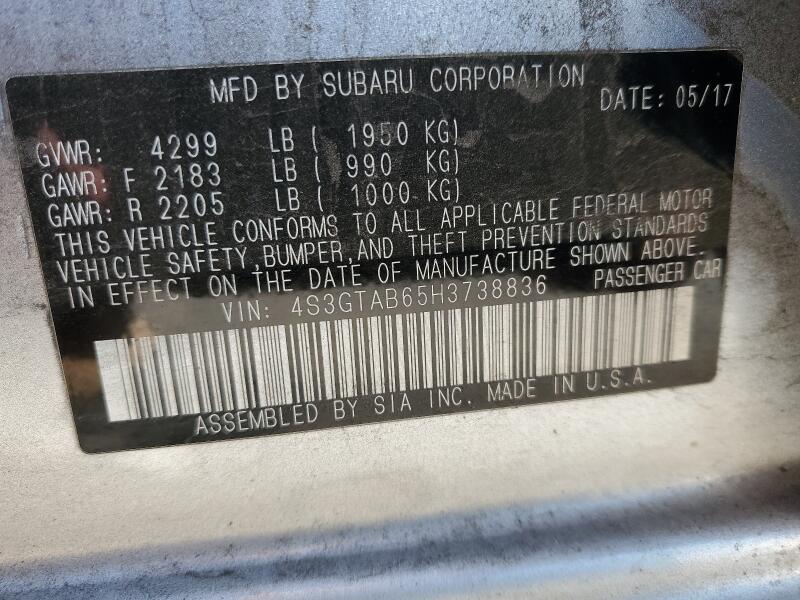 MFD BY SUBARU CORPORATION
DATE: 05/17
GVWR: 4299 LB ( 1950 KG)
GAWR: F 2183 LB ( 990 KG)
GAWR: R 2205 LB ( 1000 KG)
THIS VEHICLE CONFORMS TO ALL APPLICABLE FEDERAL MOTOR
VEHICLE SAFETY, BUMPER, AND THEFT PREVENTION STANDARDS
IN EFFECT ON THE DATE OF MANUFACTURE SHOWN ABOVE.
VIN: 4S3GTAB65H3738836 PASSENGER CAR
ASSEMBLED BY SIA INC. MADE IN U.S.A.